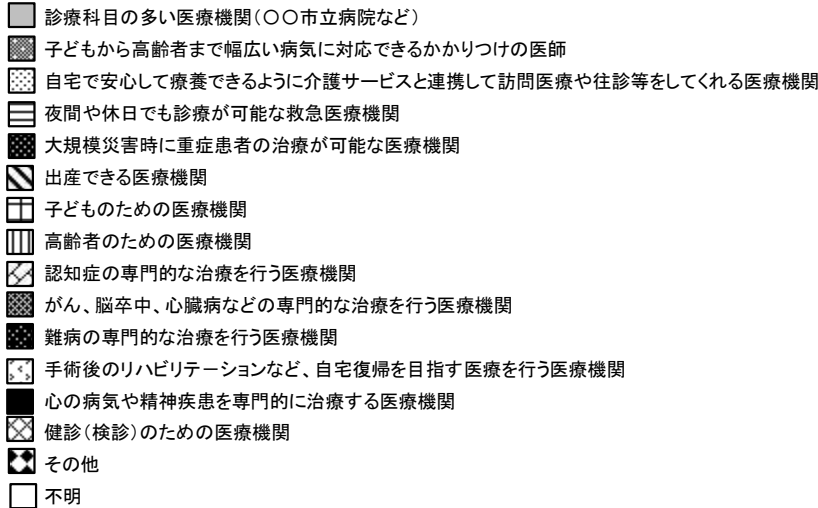 診療科目の多い医療機関(〇〇市立病院など)
子どもから高齢者まで幅広い病気に対応できるかかりつけの医師
自宅で安心して療養できるように介護サービスと連携して訪問医療や往診等をしてくれる医療機関
夜間や休日でも診療が可能な救急医療機関
大規模災害時に重症患者の治療が可能な医療機関
出産できる医療機関
子どものための医療機関
高齢者のための医療機関
認知症の専門的な治療を行う医療機関
がん、脳卒中、心臓病などの専門的な治療を行う医療機関
難病の専門的な治療を行う医療機関
手術後のリハビリテーションなど、自宅復帰を目指す医療を行う医療機関
心の病気や精神疾患を専門的に治療する医療機関
健診(検診)のための医療機関
その他
不明